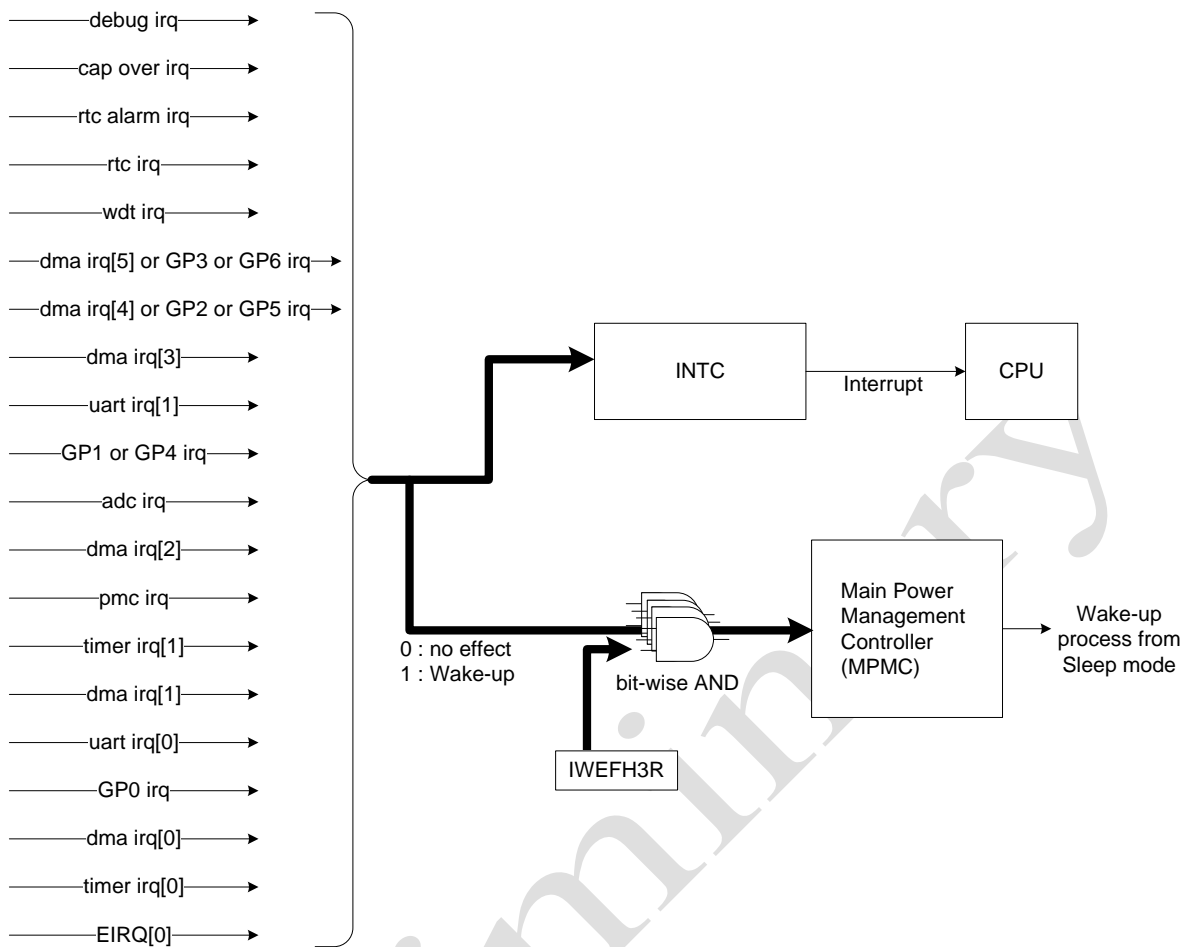 debug irq
cap over irq
rtc alarm irq
rtc irq
wdt irq
dma irq[5] or GP3 or GP6 irq
dma irq[4] or GP2 or GP5 irq
dma irq[3]
uart irq[1]
GP1 or GP4 irq
adc irq
dma irq[2]
pmc irq
timer irq[1]
dma irq[1]
uart irq[0]
GP0 irq
dma irq[0]
timer irq[0]
EIRQ[0]
INTC
Interrupt
CPU
0 : no effect
1 : Wake-up
bit-wise AND
IWEFH3R
Main Power
Management
Controller
(MPMC)
Wake-up
process from
Sleep mode